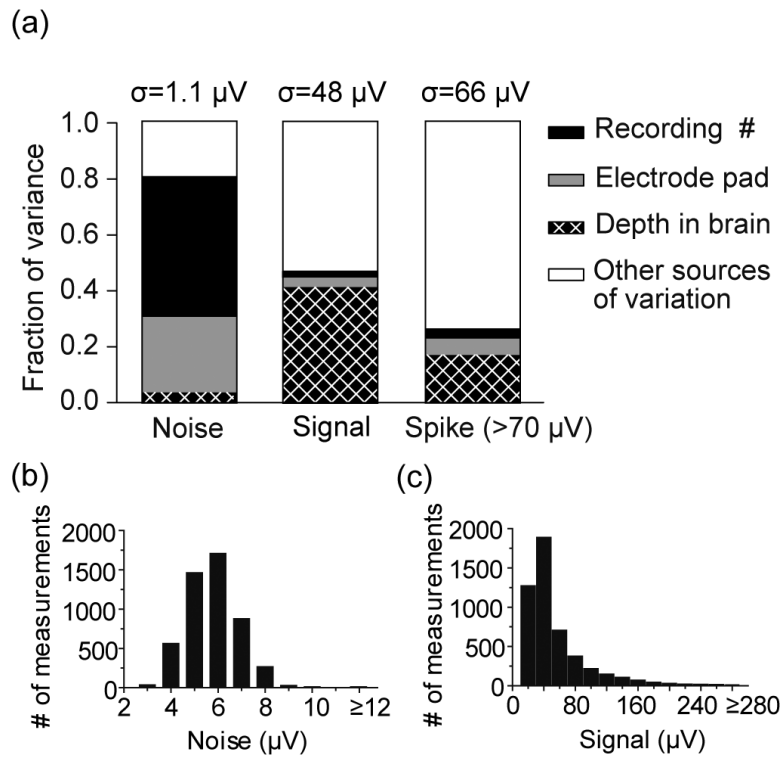 (a)
σ=1.1 µV σ=48 µV σ=66 µV
1.0
0.8
0.6
0.4
0.2
0.0
Fraction of variance
Noise Signal Spike (>70 µV)
Recording #
Electrode pad
Depth in brain
Other sources
of variation
(b)
# of measurements
2000
1500
1000
500
0
2 4 6 8 10 ≥12
Noise (µV)
(c)
# of measurements
2000
1500
1000
500
0
0 80 160 240 ≥280
Signal (µV)